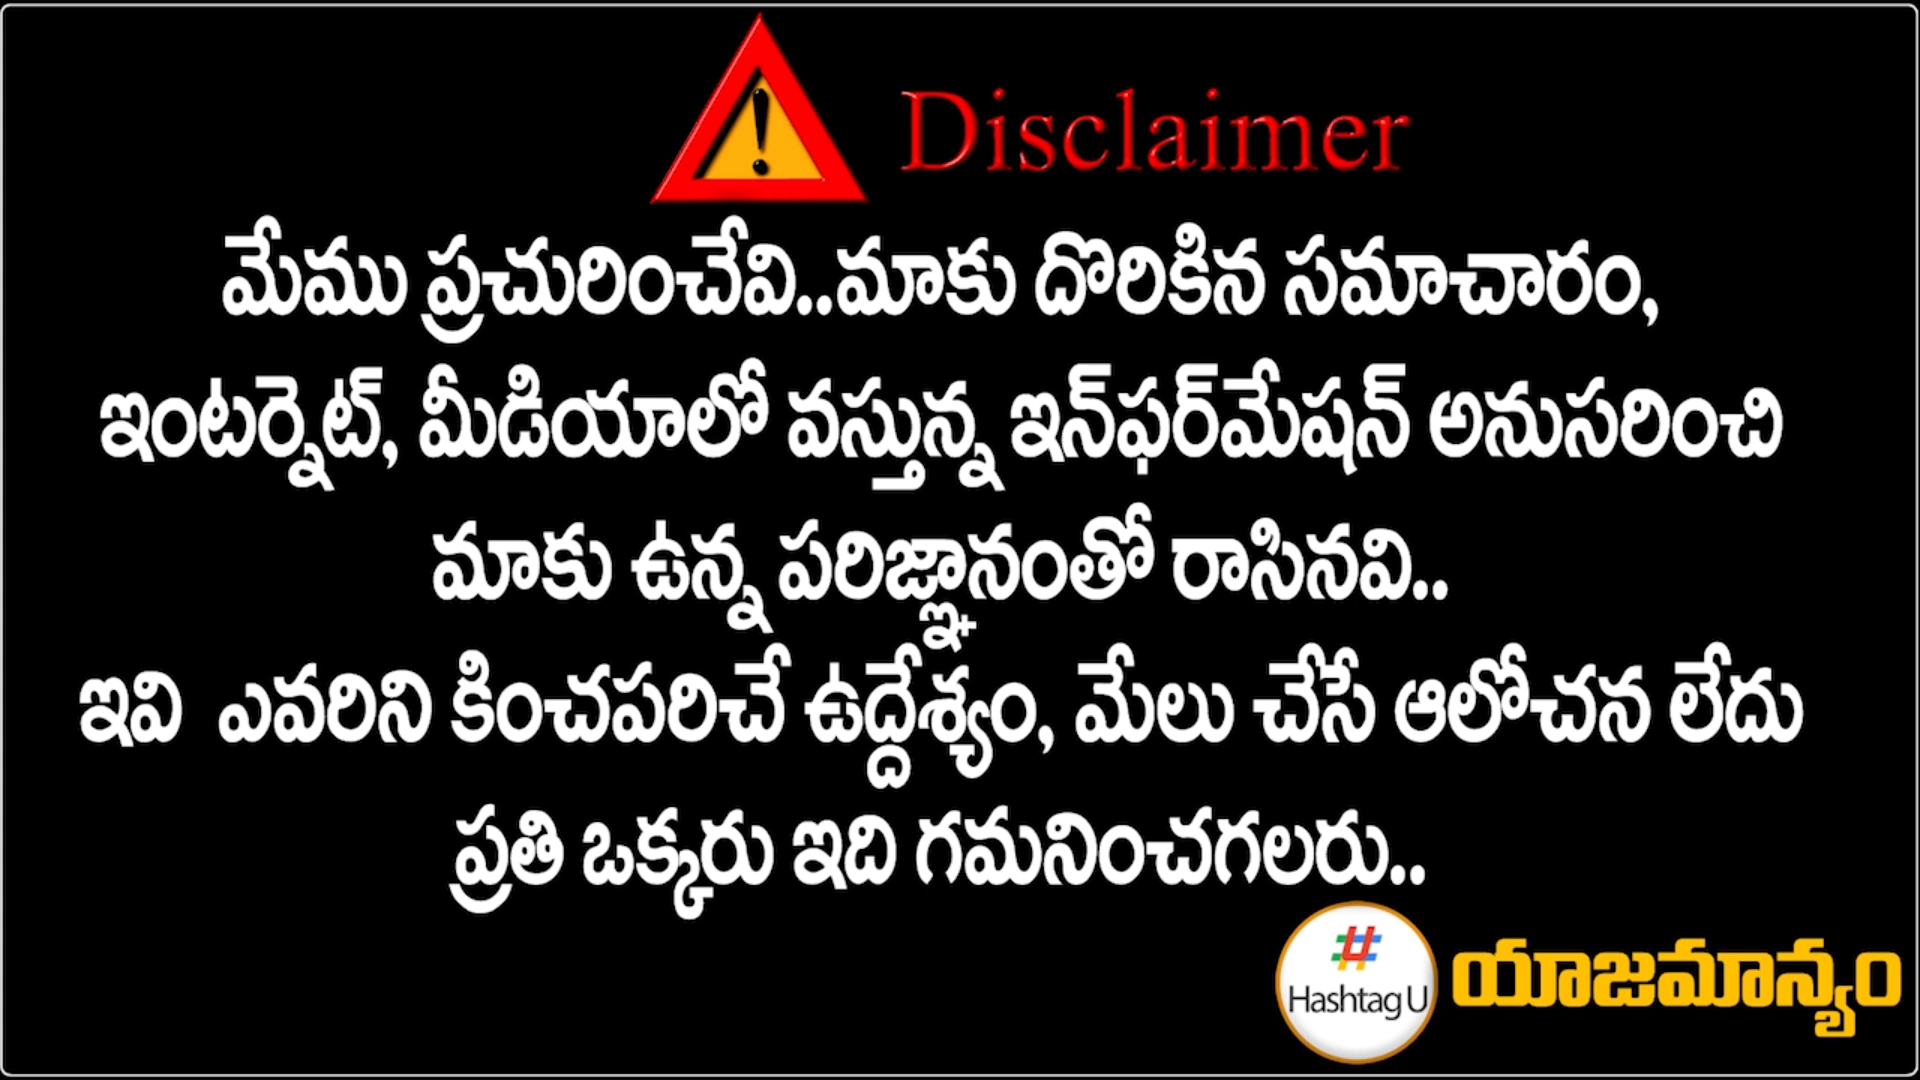 Disclaimer
మేము ప్రచురించేవి..మాకు దొరికిన సమాచారం,
ఇంటర్నెట్, మీడియాలో వస్తున్న ఇన్‌ఫర్‌మేషన్ అనుసరించి
మాకు ఉన్న పరిజ్ఞానంతో రాసినవి..
ఇవి ఎవరిని కించపరిచే ఉద్దేశ్యం, మేలు చేసే ఆలోచన లేదు
ప్రతి ఒక్కరు ఇది గమనించగలరు..
Hashtag U యాజమాన్యం